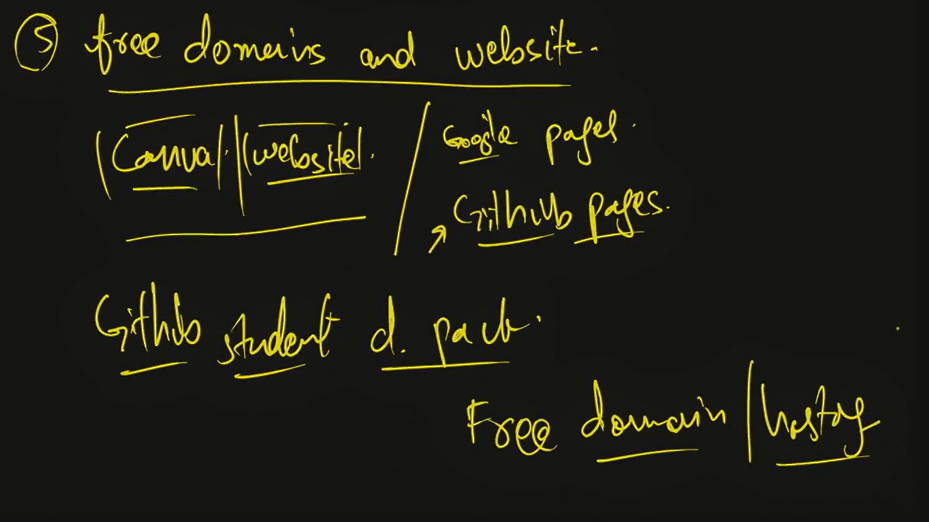 ⑤ free domains and website.
|Canva| |website|. / Google pages.
→ Github pages.
Github student d. pack.
Free domain / hosting